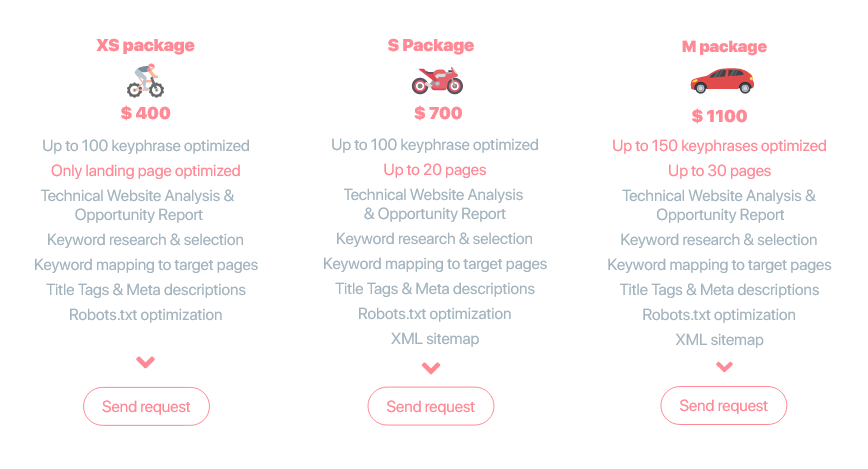 XS package
$ 400
Up to 100 keyphrase optimized
Only landing page optimized
Technical Website Analysis &
Opportunity Report
Keyword research & selection
Keyword mapping to target pages
Title Tags & Meta descriptions
Robots.txt optimization
Send request
S Package
$ 700
Up to 100 keyphrase optimized
Up to 20 pages
Technical Website Analysis
& Opportunity Report
Keyword research & selection
Keyword mapping to target pages
Title Tags & Meta descriptions
Robots.txt optimization
XML sitemap
Send request
M package
$ 1100
Up to 150 keyphrases optimized
Up to 30 pages
Technical Website Analysis &
Opportunity Report
Keyword research & selection
Keyword mapping to target pages
Title Tags & Meta descriptions
Robots.txt optimization
XML sitemap
Send request